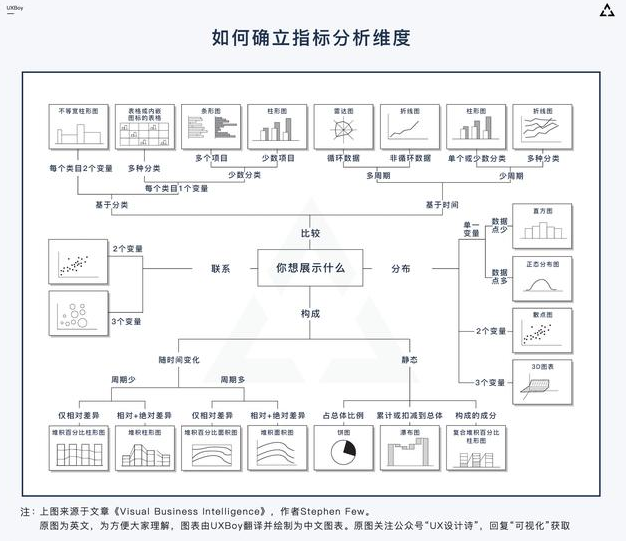 UXBoy
如何确立指标分析维度
不等宽柱形图
表格或内嵌
图标的表格
条形图
柱形图
雷达图
折线图
柱形图
折线图
每个类目2个变量
多种分类
多个项目
少数项目
循环数据
非循环数据
单个或少数分类
多种分类
少数分类
多周期
少周期
每个类目1个变量
基于分类
基于时间
比较
单一
变量
数据
点少
直方图
2个变量
联系
你想展示什么
分布
数据
点多
正态分布图
3个变量
构成
2个变量
散点图
随时间变化
静态
3个变量
3D图表
周期少
周期多
仅相对差异
相对+绝对差异
仅相对差异
相对+绝对差异
占总体比例
累计或扣减到总体
构成的成分
堆积百分比柱形图
堆积柱形图
堆积百分比面积图
堆积面积图
饼图
瀑布图
复合堆积百分比
柱形图
注：上图来源于文章《Visual Business Intelligence》，作者Stephen Few。
原图为英文，为方便大家理解，图表由UXBoy翻译并绘制为中文图表。原图关注公众号“UX设计诗”，回复“可视化”获取